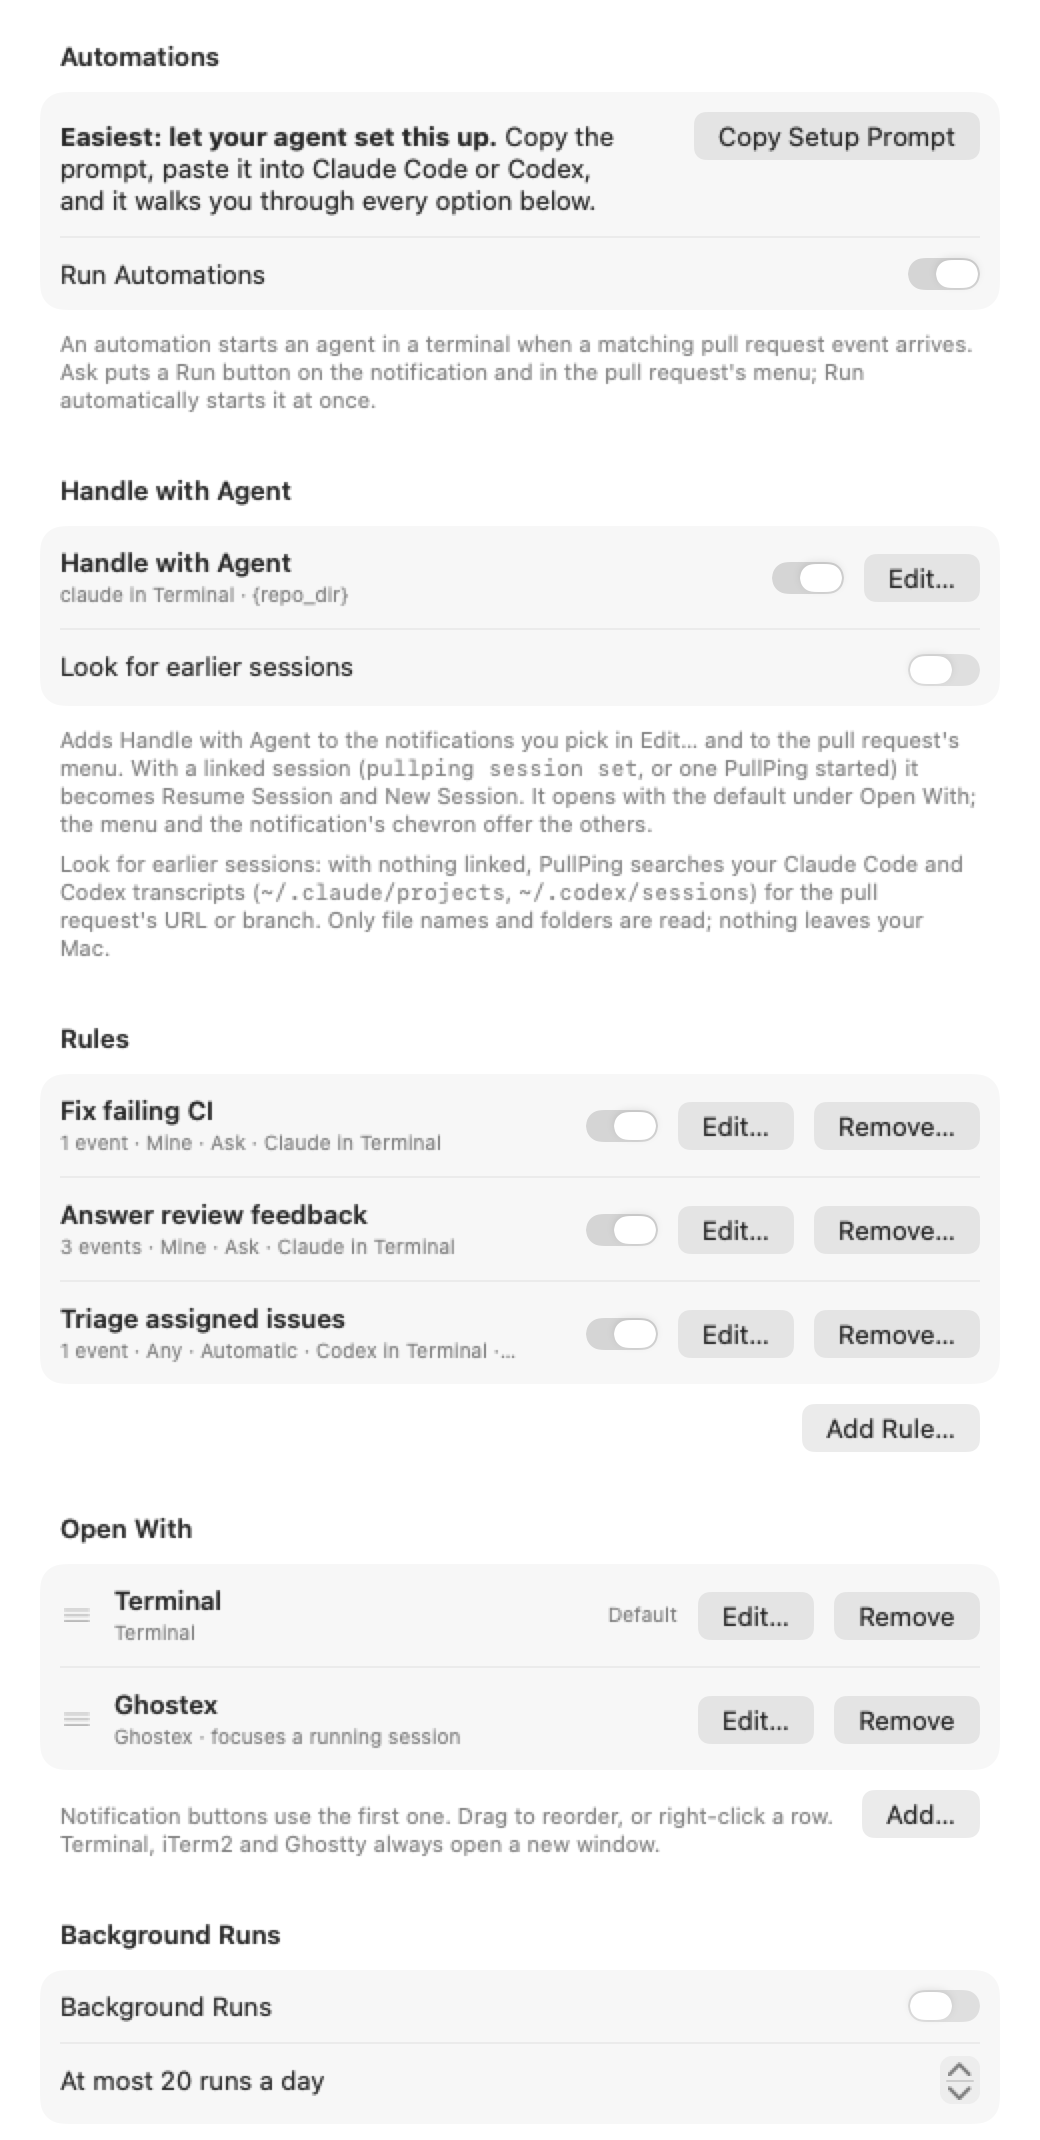 Automations
Easiest: let your agent set this up. Copy the
prompt, paste it into Claude Code or Codex,
and it walks you through every option below.
Copy Setup Prompt
Run Automations
An automation starts an agent in a terminal when a matching pull request event arrives.
Ask puts a Run button on the notification and in the pull request's menu; Run
automatically starts it at once.
Handle with Agent
Handle with Agent
claude in Terminal · {repo_dir}
Edit...
Look for earlier sessions
Adds Handle with Agent to the notifications you pick in Edit... and to the pull request's
menu. With a linked session (pullping session set, or one PullPing started) it
becomes Resume Session and New Session. It opens with the default under Open With;
the menu and the notification's chevron offer the others.
Look for earlier sessions: with nothing linked, PullPing searches your Claude Code and
Codex transcripts (~/.claude/projects, ~/.codex/sessions) for the pull
request's URL or branch. Only file names and folders are read; nothing leaves your
Mac.
Rules
Fix failing CI
1 event · Mine · Ask · Claude in Terminal
Edit...
Remove...
Answer review feedback
3 events · Mine · Ask · Claude in Terminal
Edit...
Remove...
Triage assigned issues
1 event · Any · Automatic · Codex in Terminal ·...
Edit...
Remove...
Add Rule...
Open With
Terminal
Terminal
Default
Edit...
Remove
Ghostex
Ghostex · focuses a running session
Edit...
Remove
Notification buttons use the first one. Drag to reorder, or right-click a row.
Terminal, iTerm2 and Ghostty always open a new window.
Add...
Background Runs
Background Runs
At most 20 runs a day